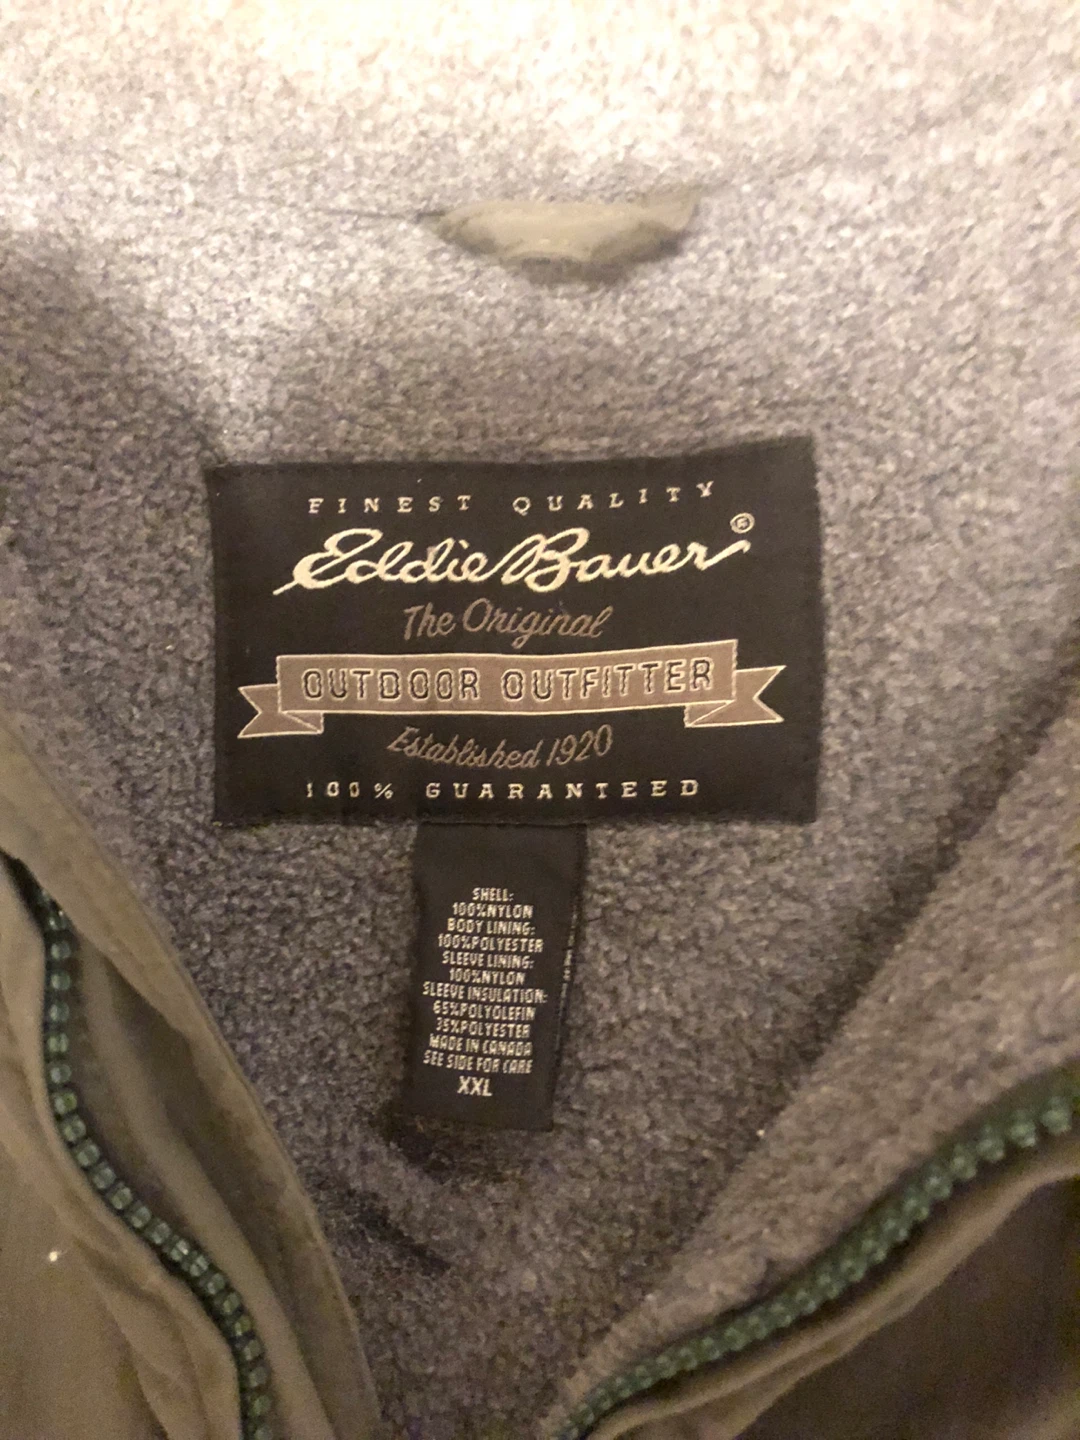 FINEST QUALITY
Eddie Bauer®
The Original
OUTDOOR OUTFITTER
Established 1920
100% GUARANTEED
SHELL:
100%NYLON
BODY LINING:
100%POLYESTER
SLEEVE LINING:
100%NYLON
SLEEVE INSULATION:
65%POLYOLEFIN
35%POLYESTER
MADE IN CANADA
SEE SIDE FOR CARE
XXL